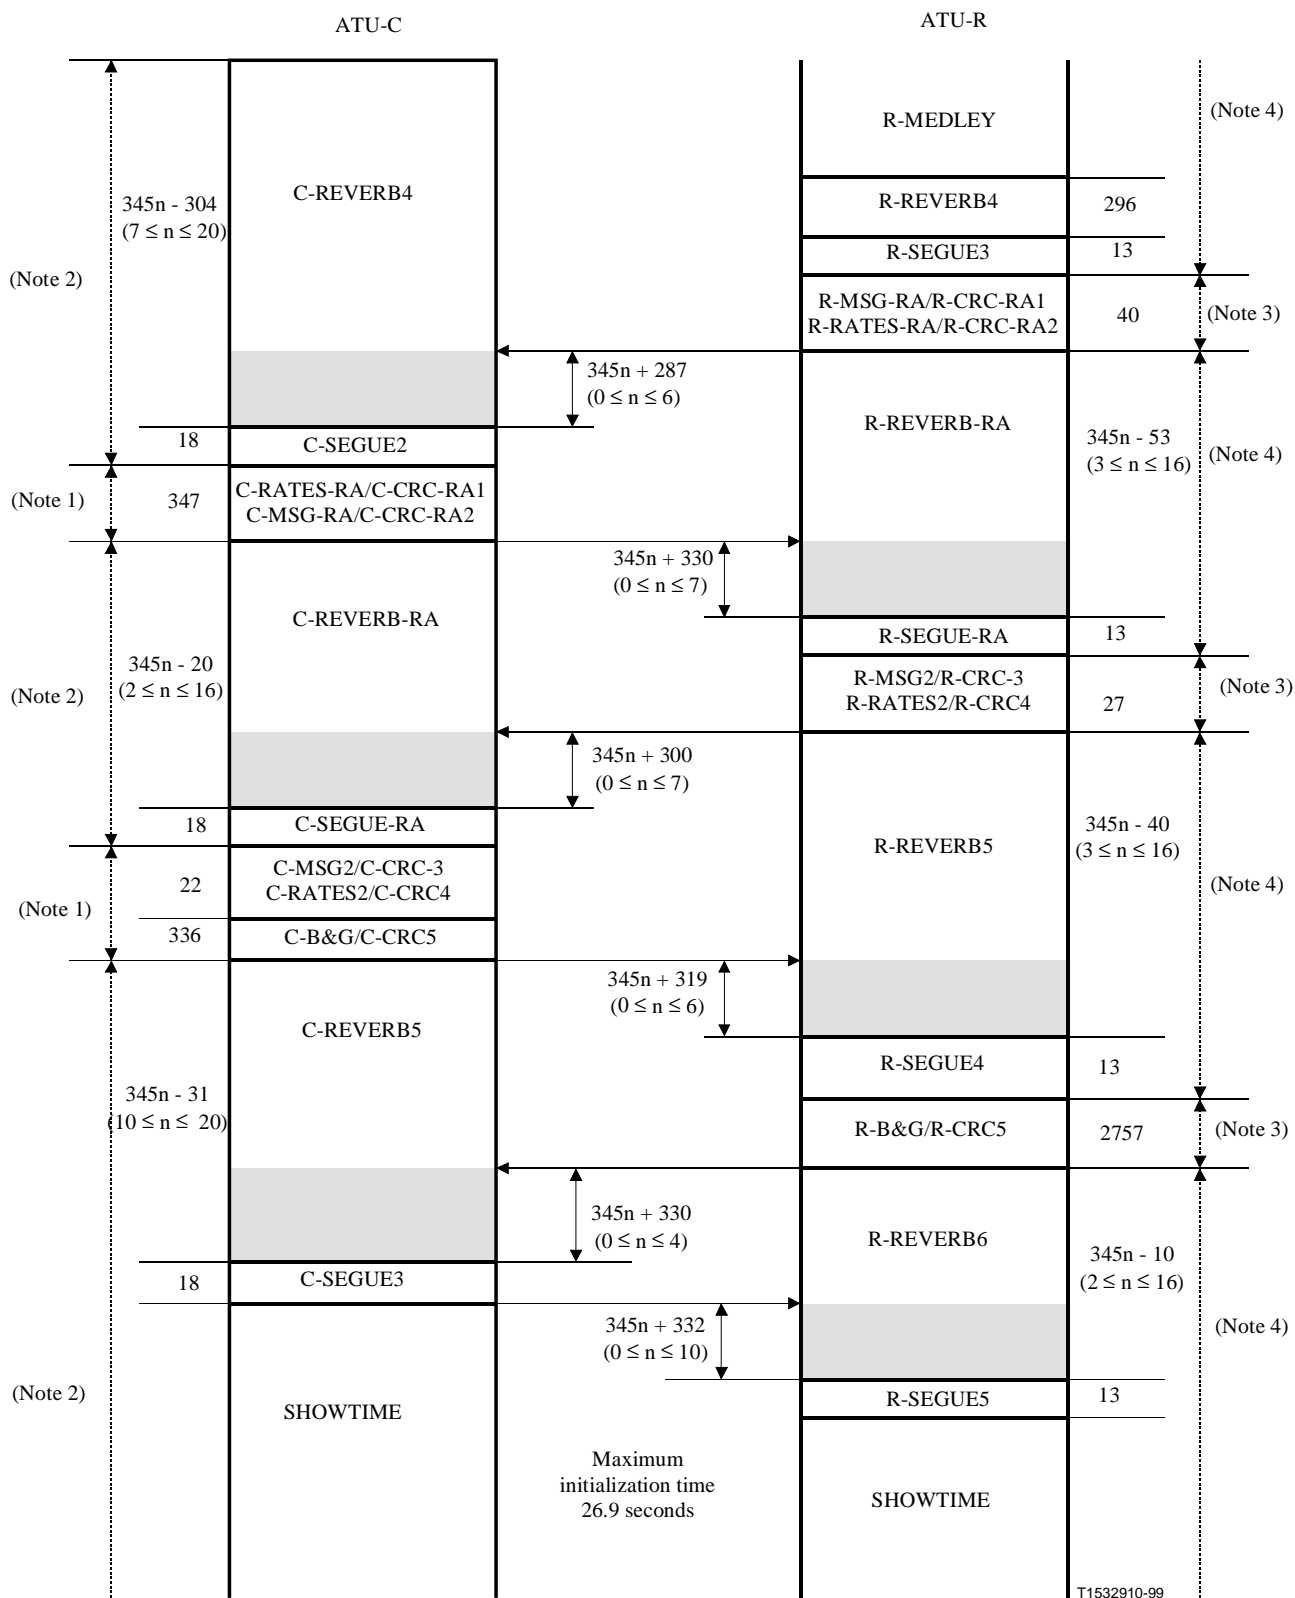 ATU-C
ATU-R
(Note 4)
R-MEDLEY
C-REVERB4
345n - 304
(7 ≤ n ≤ 20)
R-REVERB4
296
R-SEGUE3
13
(Note 2)
R-MSG-RA/R-CRC-RA1
R-RATES-RA/R-CRC-RA2
40
(Note 3)
345n + 287
(0 ≤ n ≤ 6)
R-REVERB-RA
345n - 53
(3 ≤ n ≤ 16)
(Note 4)
18
C-SEGUE2
(Note 1)
347
C-RATES-RA/C-CRC-RA1
C-MSG-RA/C-CRC-RA2
345n + 330
(0 ≤ n ≤ 7)
C-REVERB-RA
R-SEGUE-RA
13
345n - 20
(2 ≤ n ≤ 16)
(Note 2)
R-MSG2/R-CRC-3
R-RATES2/R-CRC4
27
(Note 3)
345n + 300
(0 ≤ n ≤ 7)
18
C-SEGUE-RA
R-REVERB5
345n - 40
(3 ≤ n ≤ 16)
(Note 4)
C-MSG2/C-CRC-3
C-RATES2/C-CRC4
22
(Note 1)
336
C-B&G/C-CRC5
345n + 319
(0 ≤ n ≤ 6)
C-REVERB5
R-SEGUE4
13
345n - 31
(10 ≤ n ≤ 20)
R-B&G/R-CRC5
2757
(Note 3)
345n + 330
(0 ≤ n ≤ 4)
R-REVERB6
345n - 10
(2 ≤ n ≤ 16)
18
C-SEGUE3
345n + 332
(0 ≤ n ≤ 10)
(Note 4)
(Note 2)
SHOWTIME
R-SEGUE5
13
Maximum
initialization time
26.9 seconds
SHOWTIME
T1532910-99